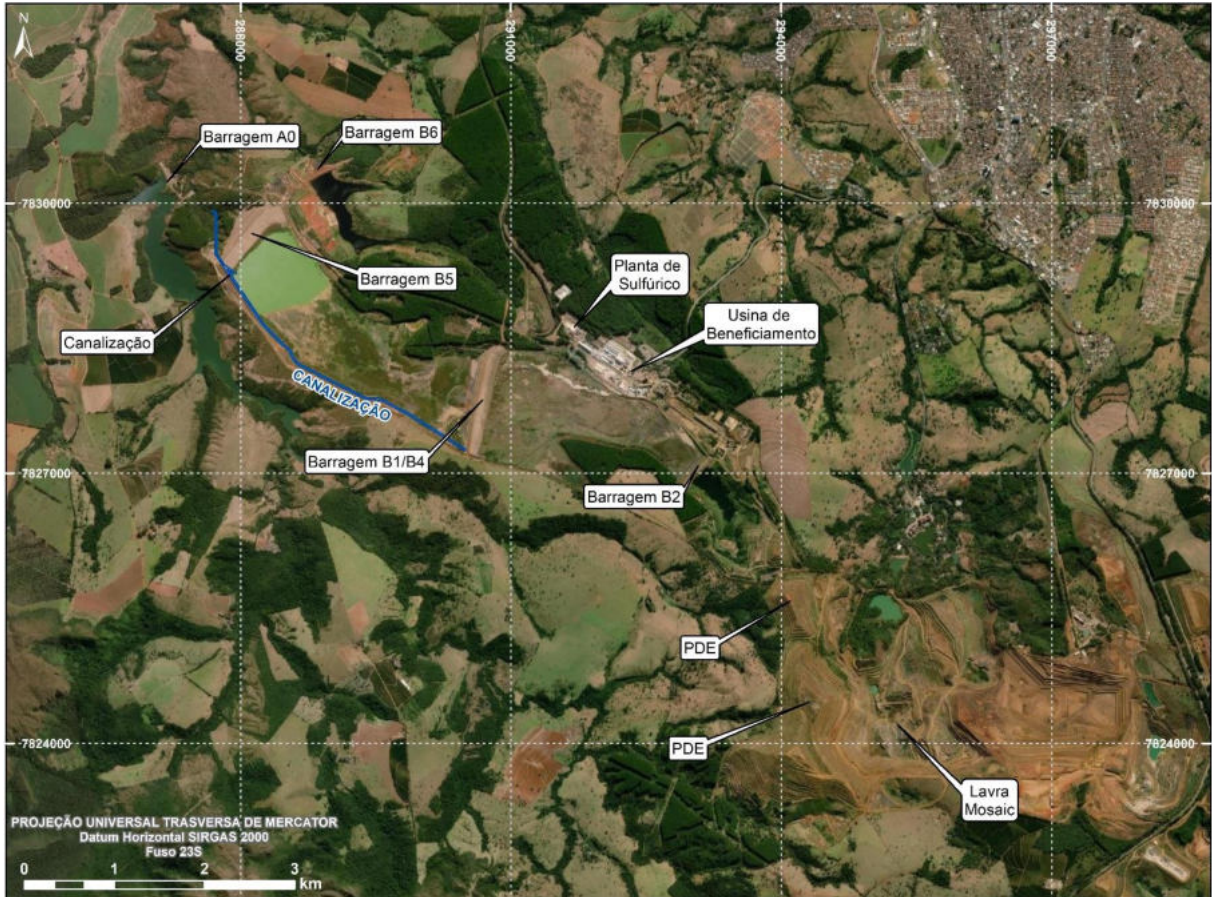 N
288000
291000
294000
297000
Barragem A0
Barragem B6
7830000
7830000
Barragem B5
Planta de
Sulfúrico
Usina de
Beneficiamento
Canalização
CANALIZAÇÃO
Barragem B1/B4
7827000
7827000
Barragem B2
PDE
PDE
7824000
7824000
Lavra
Mosaic
PROJEÇÃO UNIVERSAL TRASVERSA DE MERCATOR
Datum Horizontal SIRGAS 2000
Fuso 23S
0 1 2 3
km